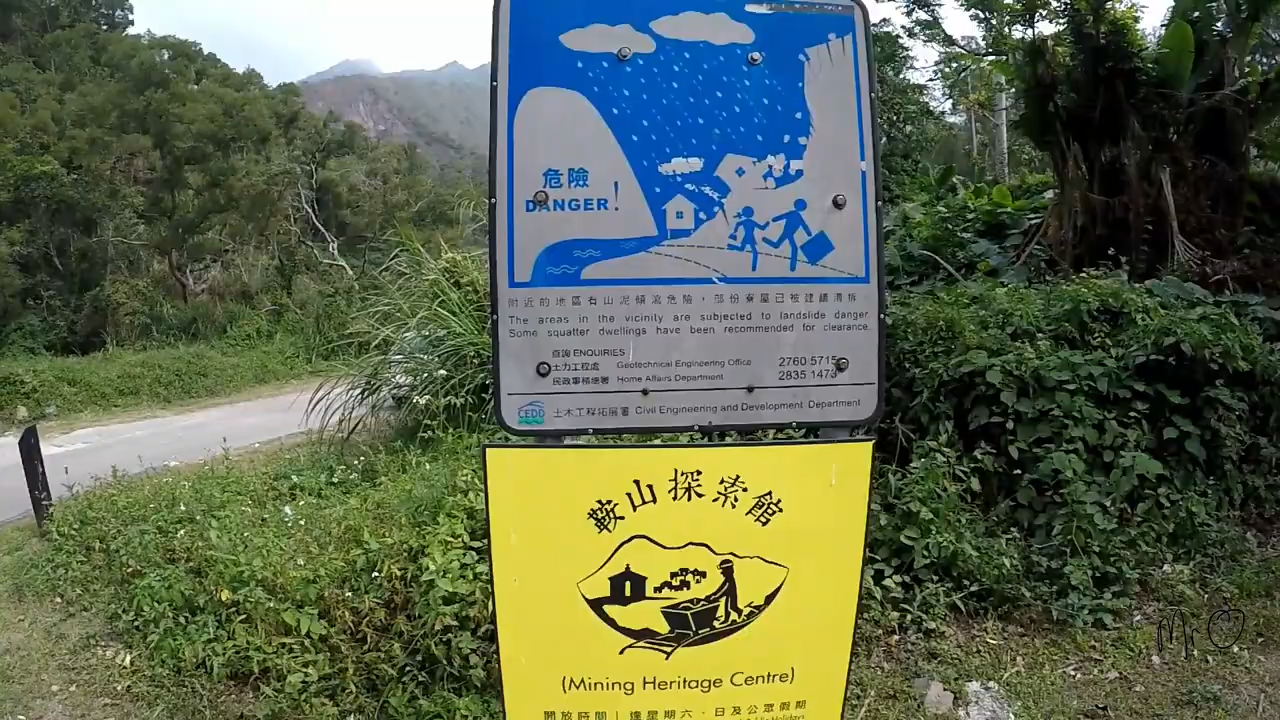 危險
DANGER!
附近的地區有山泥傾瀉危險，部份寮屋已被建議清拆
The areas in the vicinity are subjected to landslide danger
Some squatter dwellings have been recommended for clearance.
查詢 ENQUIRIES
土力工程處 Geotechnical Engineering Office 2760 5715
民政事務總署 Home Affairs Department 2835 1473
CEDD 土木工程拓展署 Civil Engineering and Development Department
鞍山探索館
(Mining Heritage Centre)
開放時間 | 逢星期六、日及公眾假期
Mr